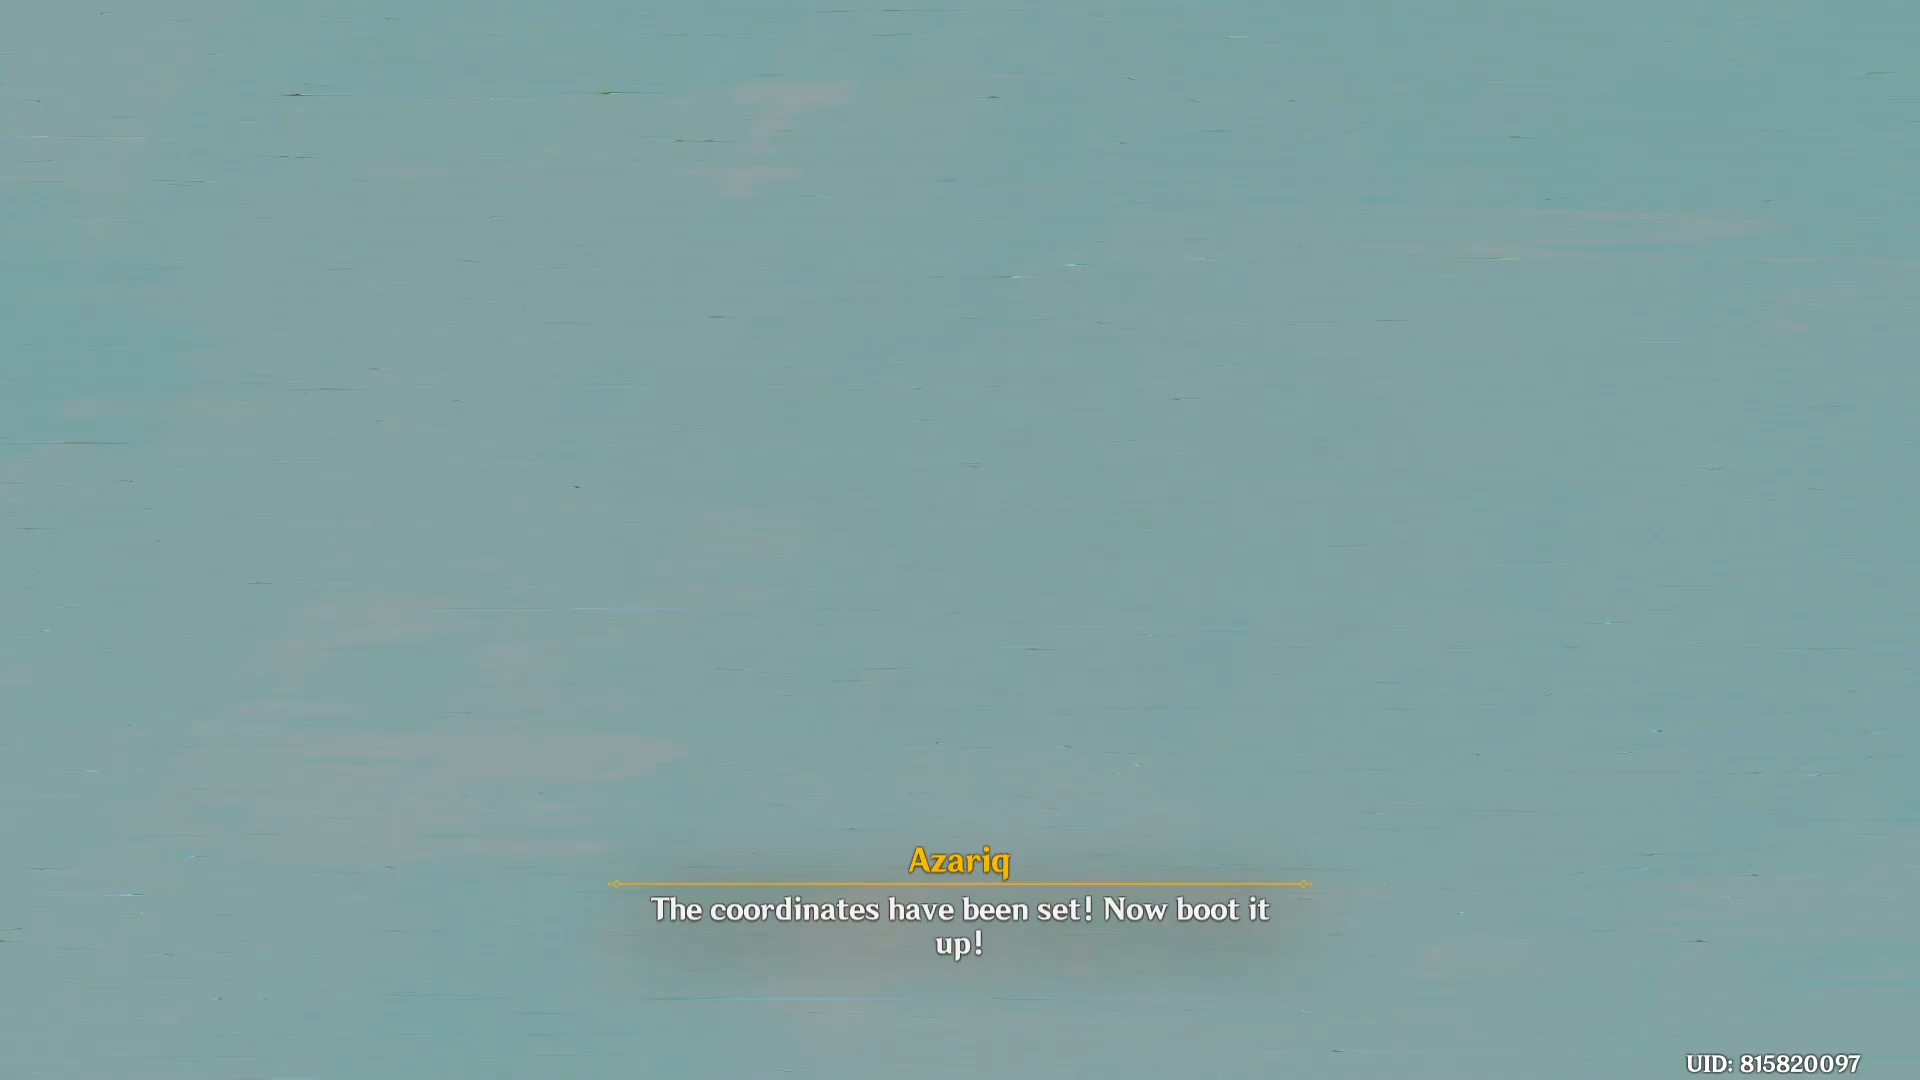 Azariq
The coordinates have been set! Now boot it
up!
UID: 815820097